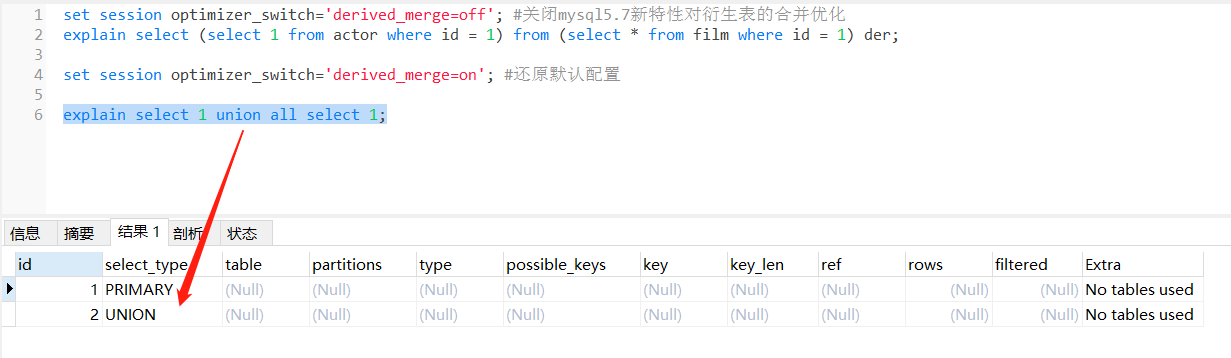 1 set session optimizer_switch='derived_merge=off'; #关闭mysql5.7新特性对衍生表的合并优化
2 explain select (select 1 from actor where id = 1) from (select * from film where id = 1) der;
3
4 set session optimizer_switch='derived_merge=on'; #还原默认配置
5
6 explain select 1 union all select 1;
信息 摘要 结果 1 剖析 状态
id select_type table partitions type possible_keys key key_len ref rows filtered Extra
1 PRIMARY (Null) (Null) (Null) (Null) (Null) (Null) (Null) (Null) (Null) No tables used
2 UNION (Null) (Null) (Null) (Null) (Null) (Null) (Null) (Null) (Null) No tables used